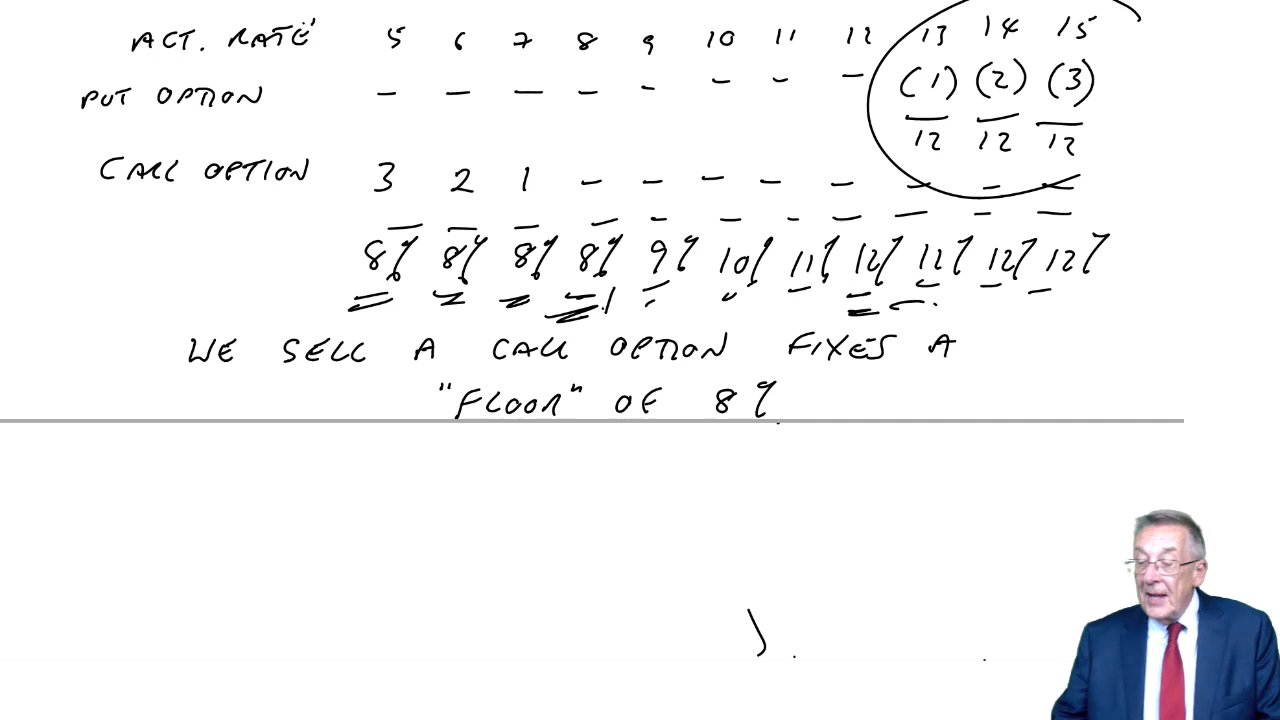 ACT. RATE 5 6 7 8 9 10 11 12 13 14 15
PUT OPTION - - - - - - - - (1) (2) (3)
12 12 12
CALL OPTION 3 2 1 - - - - - - - -
8% 8% 8% 8% 9% 10% 11% 12% 12% 12% 12%
WE SELL A CALL OPTION FIXES A
"FLOOR" OF 8%